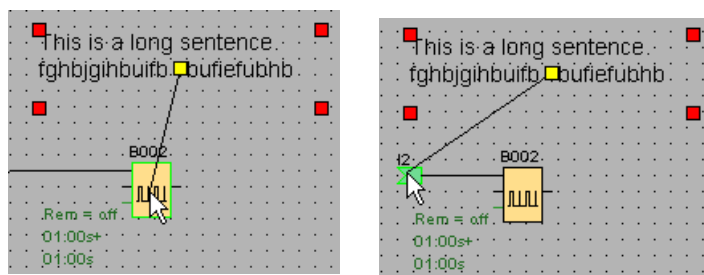 This is a long sentence.
fghbjgihbuifb bufiefubhb
B002
Rem = off
01:00s+
01:00s
This is a long sentence.
fghbjgihbuifb bufiefubhb
I2
B002
Rem = off
01:00s+
01:00s